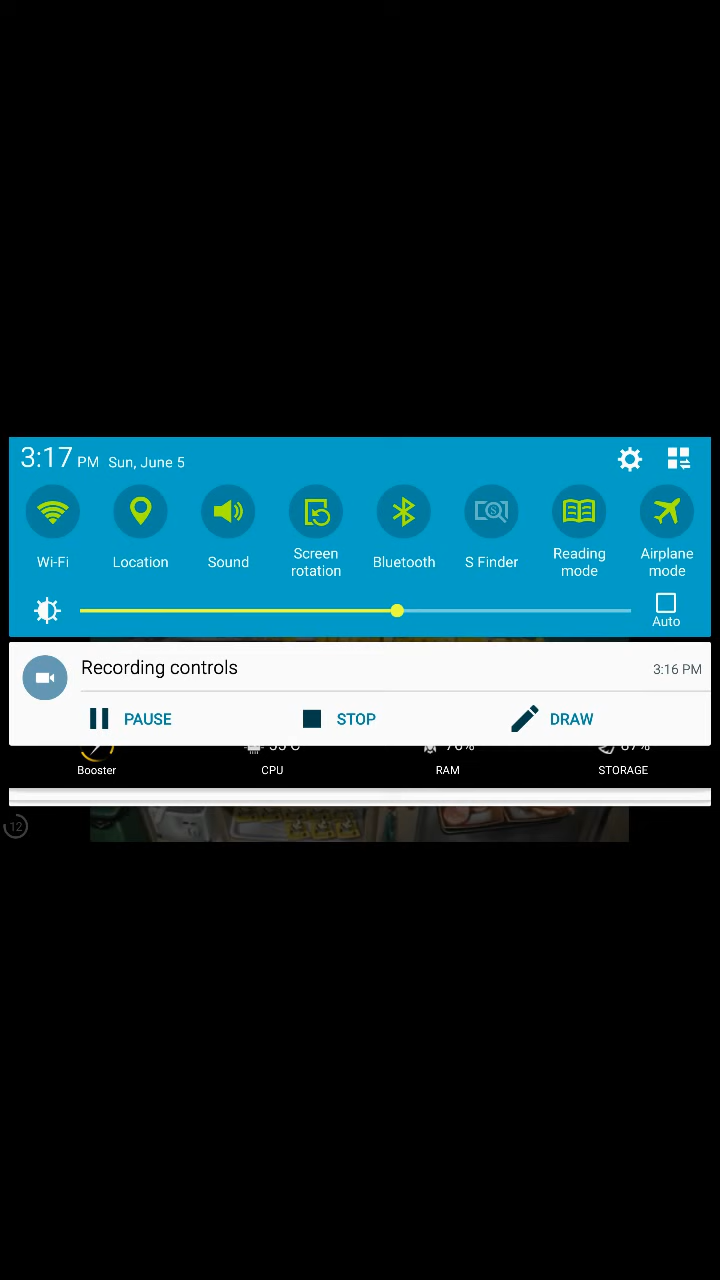 3:17 PM Sun, June 5
Wi-Fi
Location
Sound
Screen
rotation
Bluetooth
S Finder
Reading
mode
Airplane
mode
Auto
Recording controls
3:16 PM
PAUSE
STOP
DRAW
Booster
CPU
RAM
STORAGE
12